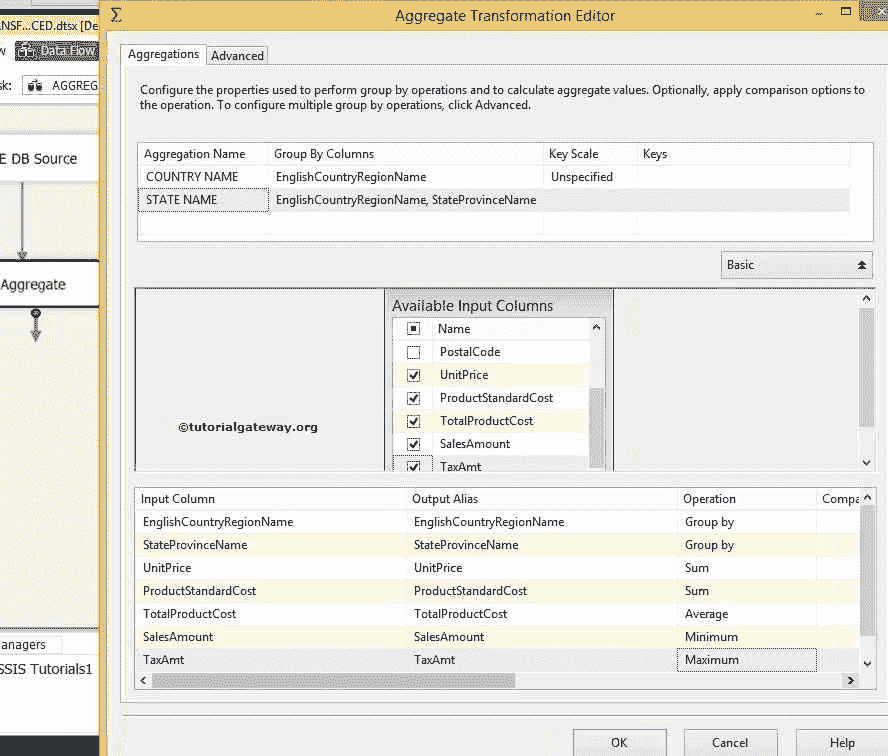 Aggregate Transformation Editor
NSF...CED.dtsx [De
Data Flow
sk:
AGGREG
E DB Source
Aggregate
anagers
SSIS Tutorials1
Aggregations
Advanced
Configure the properties used to perform group by operations and to calculate aggregate values. Optionally, apply comparison options to
the operation. To configure multiple group by operations, click Advanced.
Aggregation Name Group By Columns Key Scale Keys
COUNTRY NAME EnglishCountryRegionName Unspecified
STATE NAME EnglishCountryRegionName, StateProvinceName
Basic
Available Input Columns
Name
PostalCode
UnitPrice
ProductStandardCost
TotalProductCost
SalesAmount
TaxAmt
©tutorialgateway.org
Input Column Output Alias Operation Compa
EnglishCountryRegionName EnglishCountryRegionName Group by
StateProvinceName StateProvinceName Group by
UnitPrice UnitPrice Sum
ProductStandardCost ProductStandardCost Sum
TotalProductCost TotalProductCost Average
SalesAmount SalesAmount Minimum
TaxAmt TaxAmt Maximum
OK Cancel Help